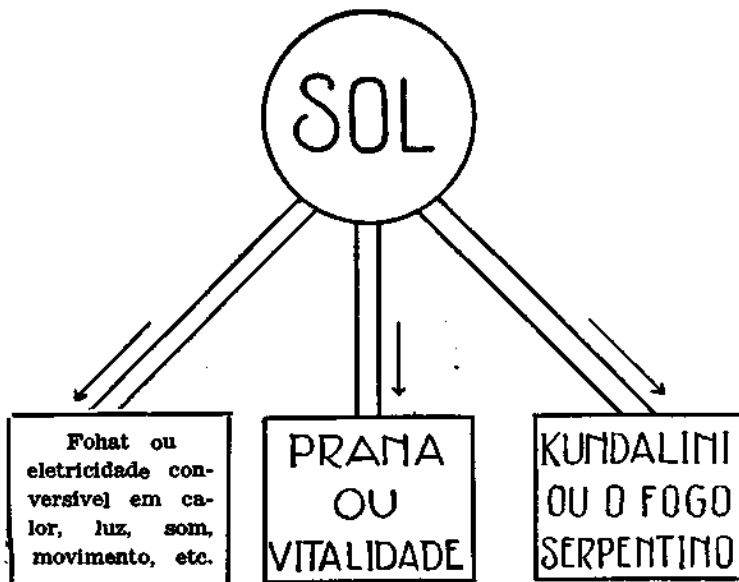 SOL
Fohat ou
eletricidade con-
versível em ca-
lor, luz, som,
movimento, etc.
PRANA
OU
VITALIDADE
KUNDALINI
OU O FOGO
SERPENTINO